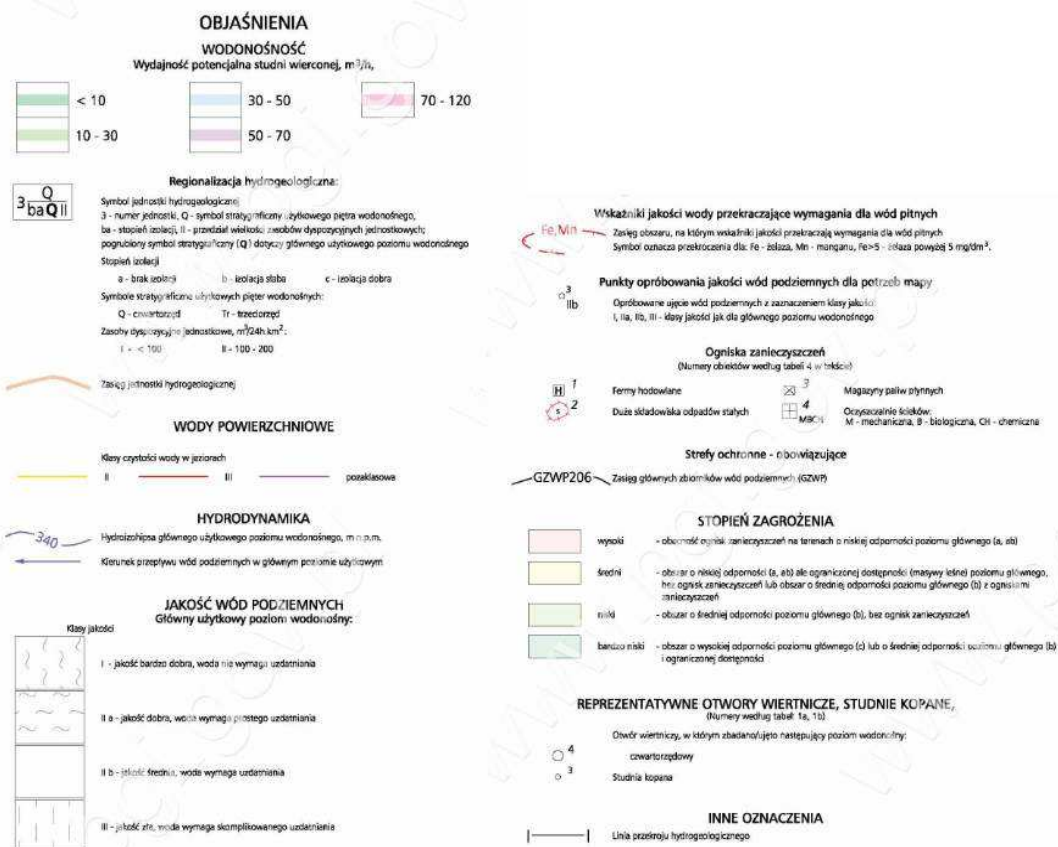 OBJAŚNIENIA
WODONOŚNOŚĆ
Wydajność potencjalna studni wierconej, m³/h,
< 10
30 - 50
70 - 120
10 - 30
50 - 70
Regionalizacja hydrogeologiczna:
3 Q
baQII
Symbol jednostki hydrogeologicznej
3 - numer jednostki, Q - symbol stratygraficzny użytkowego piętra wodonośnego,
ba - stopień izolacji, II - przedział wielkości zasobów dyspozycyjnych jednostkowych;
pogrubiony symbol stratygraficzny (Q) dotyczy głównego użytkowego poziomu wodonośnego
Stopień izolacji
a - brak izolacji b - izolacja słaba c - izolacja dobra
Symbole stratygraficzne użytkowych pięter wodonośnych:
Q - czwartorzęd Tr - trzeciorzęd
Zasoby dyspozycyjne jednostkowe, m³/24h.km²:
I - < 100 II - 100 - 200
Zasięg jednostki hydrogeologicznej
WODY POWIERZCHNIOWE
Klasy czystości wody w jeziorach
II III pozaklasowa
HYDRODYNAMIKA
340 Hydroizohipsa głównego użytkowego poziomu wodonośnego, m n.p.m.
Kierunek przepływu wód podziemnych w głównym poziomie użytkowym
JAKOŚĆ WÓD PODZIEMNYCH
Główny użytkowy poziom wodonośny:
Klasy jakości
I - jakość bardzo dobra, woda nie wymaga uzdatniania
II a - jakość dobra, woda wymaga prostego uzdatniania
II b - jakość średnia, woda wymaga uzdatniania
III - jakość zła, woda wymaga skomplikowanego uzdatniania
Wskaźniki jakości wody przekraczające wymagania dla wód pitnych
Fe,Mn Zasięg obszaru, na którym wskaźniki jakości przekraczają wymagania dla wód pitnych
Symbol oznacza przekroczenia dla: Fe - żelaza, Mn - manganu, Fe>5 - żelaza powyżej 5 mg/dm³.
Punkty opróbowania jakości wód podziemnych dla potrzeb mapy
3
IIb
Opróbowane ujęcie wód podziemnych z zaznaczeniem klasy jakości:
I, IIa, IIb, III - klasy jakości jak dla głównego poziomu wodonośnego
Ogniska zanieczyszczeń
(Numery obiektów według tabeli 4 w tekście)
H 1 Fermy hodowlane
3 Magazyny paliw płynnych
s 2 Duże składowiska odpadów stałych
4 MBCH Oczyszczalnie ścieków:
M - mechaniczna, B - biologiczna, CH - chemiczna
Strefy ochronne - obowiązujące
GZWP206 Zasięg głównych zbiorników wód podziemnych (GZWP)
STOPIEŃ ZAGROŻENIA
wysoki - obecność ognisk zanieczyszczeń na terenach o niskiej odporności poziomu głównego (a, ab)
średni - obszar o niskiej odporności (a, ab) ale ograniczonej dostępności (masywy leśne) poziomu głównego,
bez ognisk zanieczyszczeń lub obszar o średniej odporności poziomu głównego (b) z ogniskami
zanieczyszczeń
niski - obszar o średniej odporności poziomu głównego (b), bez ognisk zanieczyszczeń
bardzo niski - obszar o wysokiej odporności poziomu głównego (c) lub o średniej odporności poziomu głównego (b)
i ograniczonej dostępności
REPREZENTATYWNE OTWORY WIERTNICZE, STUDNIE KOPANE,
(Numery według tabel: 1a, 1b)
Otwór wiertniczy, w którym zbadano/ujęto następujący poziom wodonośny:
4 czwartorzędowy
3 Studnia kopana
INNE OZNACZENIA
Linia przekroju hydrogeologicznego